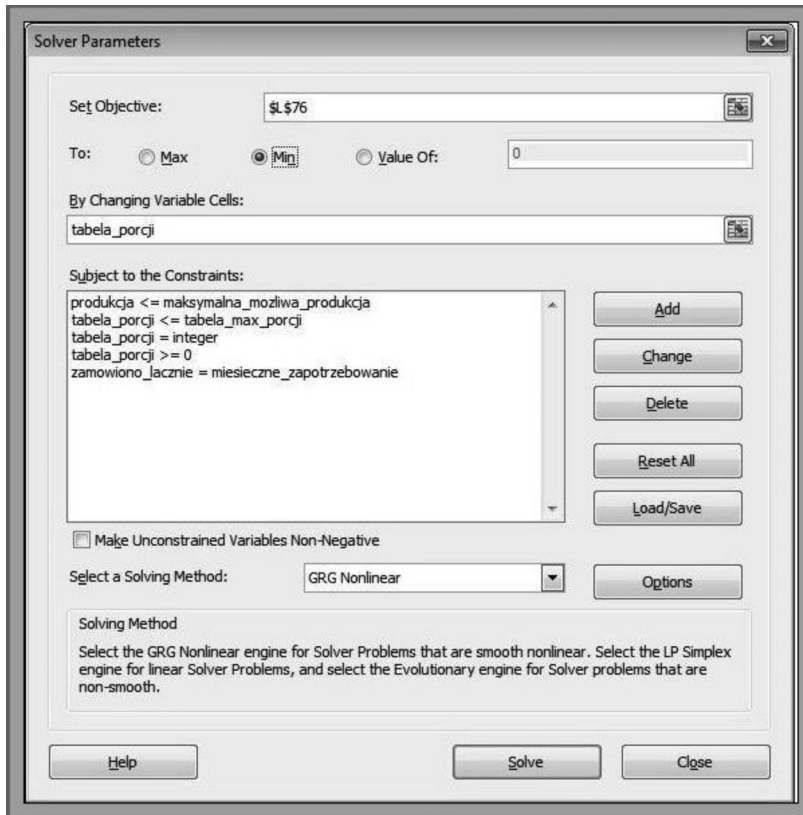 Solver Parameters
Set Objective: $L$76
To: Max Min Value Of: 0
By Changing Variable Cells:
tabela_porcji
Subject to the Constraints:
produkcja <= maksymalna_mozliwa_produkcja
tabela_porcji <= tabela_max_porcji
tabela_porcji = integer
tabela_porcji >= 0
zamowiono_lacznie = miesieczne_zapotrzebowanie
Add
Change
Delete
Reset All
Load/Save
Make Unconstrained Variables Non-Negative
Select a Solving Method: GRG Nonlinear Options
Solving Method
Select the GRG Nonlinear engine for Solver Problems that are smooth nonlinear. Select the LP Simplex
engine for linear Solver Problems, and select the Evolutionary engine for Solver problems that are
non-smooth.
Help Solve Close